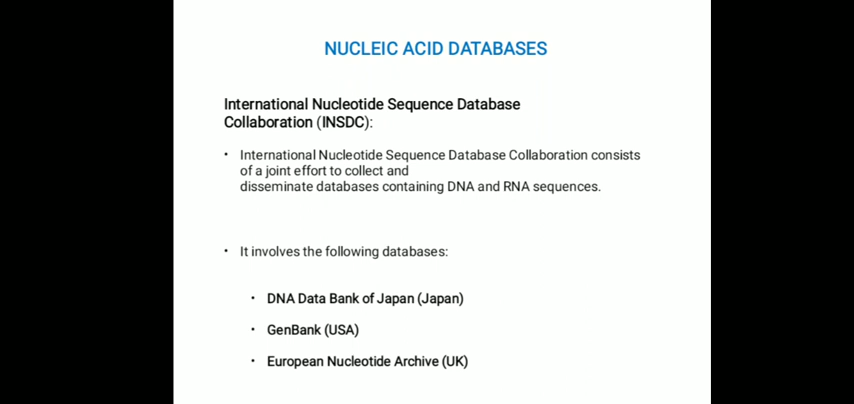 NUCLEIC ACID DATABASES
International Nucleotide Sequence Database
Collaboration (INSDC):
• International Nucleotide Sequence Database Collaboration consists
of a joint effort to collect and
disseminate databases containing DNA and RNA sequences.
• It involves the following databases:
• DNA Data Bank of Japan (Japan)
• GenBank (USA)
• European Nucleotide Archive (UK)